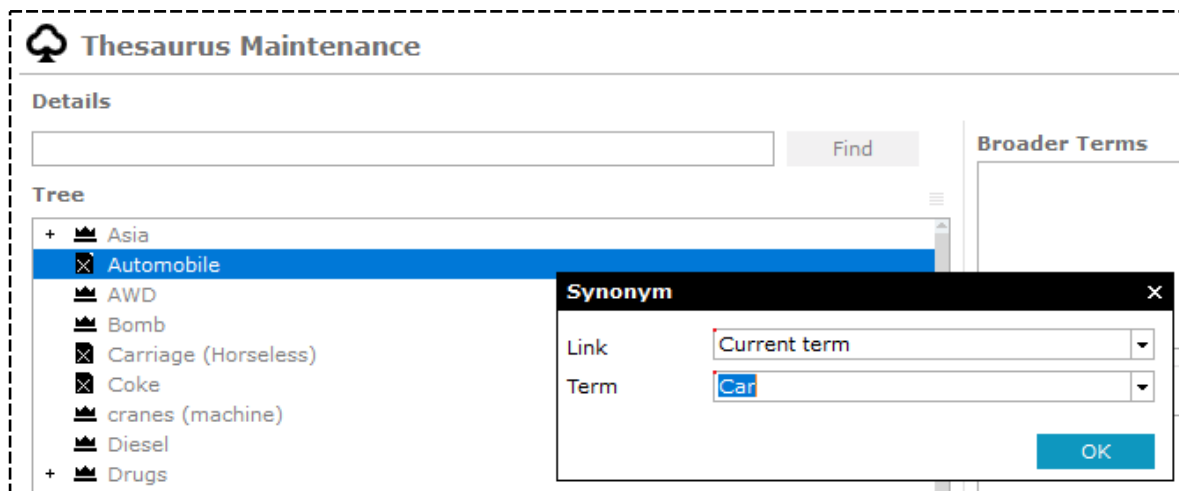 Thesaurus Maintenance
Details
Find
Broader Terms
Tree
+ Asia
Automobile
AWD
Bomb
Carriage (Horseless)
Coke
cranes (machine)
Diesel
+ Drugs
Synonym
Link Current term
Term Car
OK